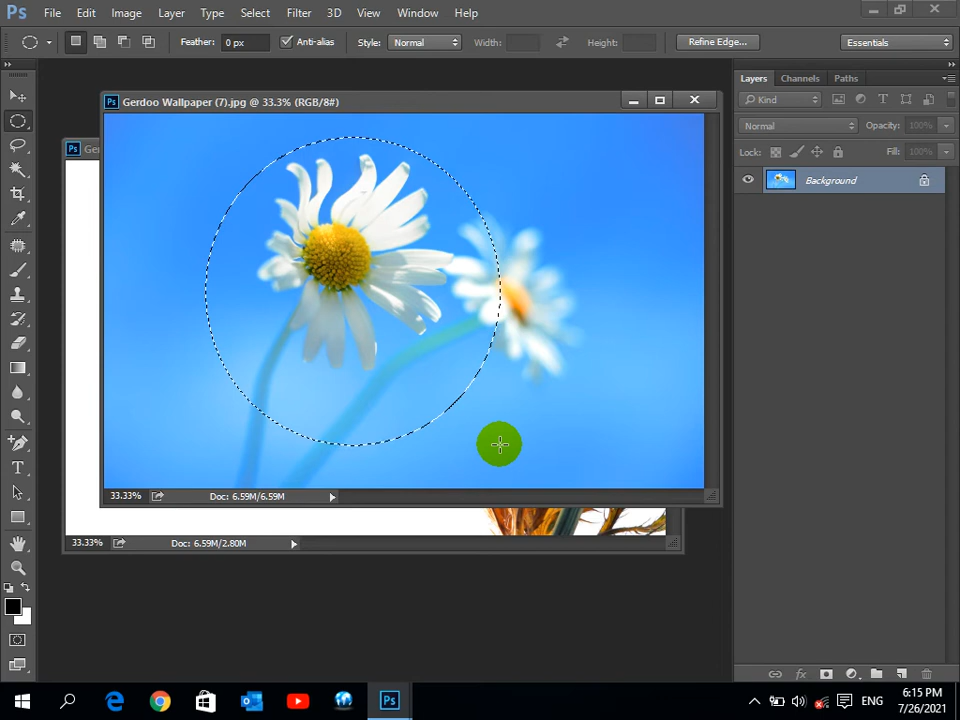 Ps File Edit Image Layer Type Select Filter 3D View Window Help
Feather: 0 px Anti-alias Style: Normal Width: Height: Refine Edge... Essentials
Ps Gerdoo Wallpaper (7).jpg @ 33.3% (RGB/8#)
Layers Channels Paths
Kind T
Normal Opacity: 100%
Ps Ge
Lock: Fill: 100%
Background
T
33.33% Doc: 6.59M/6.59M
33.33% Doc: 6.59M/2.80M
fx
Ps ENG 6:15 PM
7/26/2021